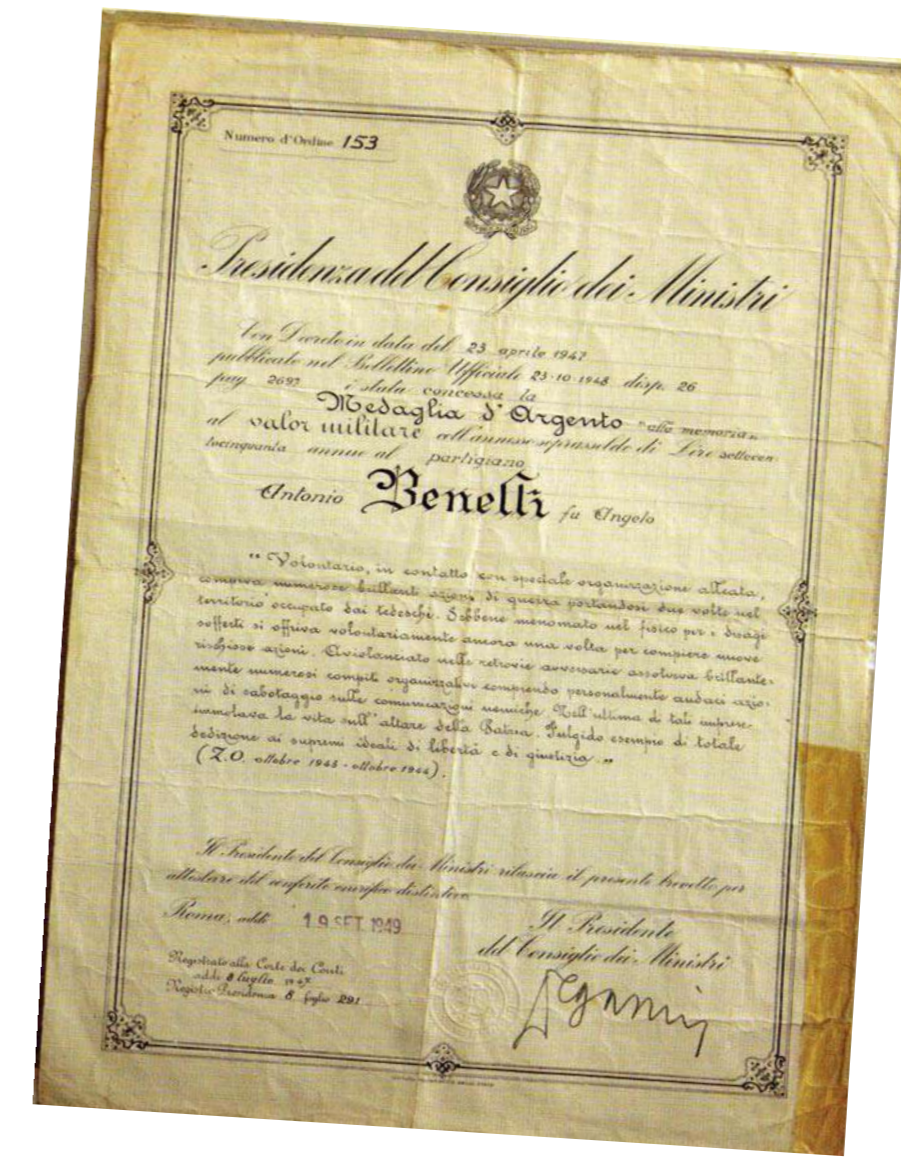 Numero d'Ordine 153
Presidenza del Consiglio dei Ministri
Con Decreto in data del 23 aprile 1947
pubblicato nel Bollettino Ufficiale 23-10-1948 disp. 26
pag. 2697 è stata concessa la
Medaglia d'Argento "alla memoria"
al valor militare coll'annesso soprassoldo di Lire settecen
tocinquanta annue al partigiano
Antonio Benelli fu Angelo
"Volontario, in contatto con speciale organizzazione alleata,
compiva numerose brillanti azioni di guerra portandosi due volte nel
territorio occupato dai tedeschi. Sebbene menomato nel fisico per i disagi
sofferti si offriva volontariamente ancora una volta per compiere nuove
rischiose azioni. Aviolanciato nelle retrovie avversarie assolveva brillante-
mente numerosi compiti organizzativi compiendo personalmente audaci azio-
ni di sabotaggio sulle comunicazioni nemiche. Nell'ultima di tali imprese
immolava la vita sull'altare della Patria. Fulgido esempio di totale
dedizione ai supremi ideali di libertà e di giustizia."
(Z.O. ottobre 1943 - ottobre 1944).
Il Presidente del Consiglio dei Ministri rilascia il presente brevetto per
attestare del conferito onorifico distintivo.
Roma, addì 19 SET. 1949
Il Presidente
del Consiglio dei Ministri
Registrato alla Corte dei Conti
addì 8 luglio 1947
Registro Presidenza 8 foglio 291